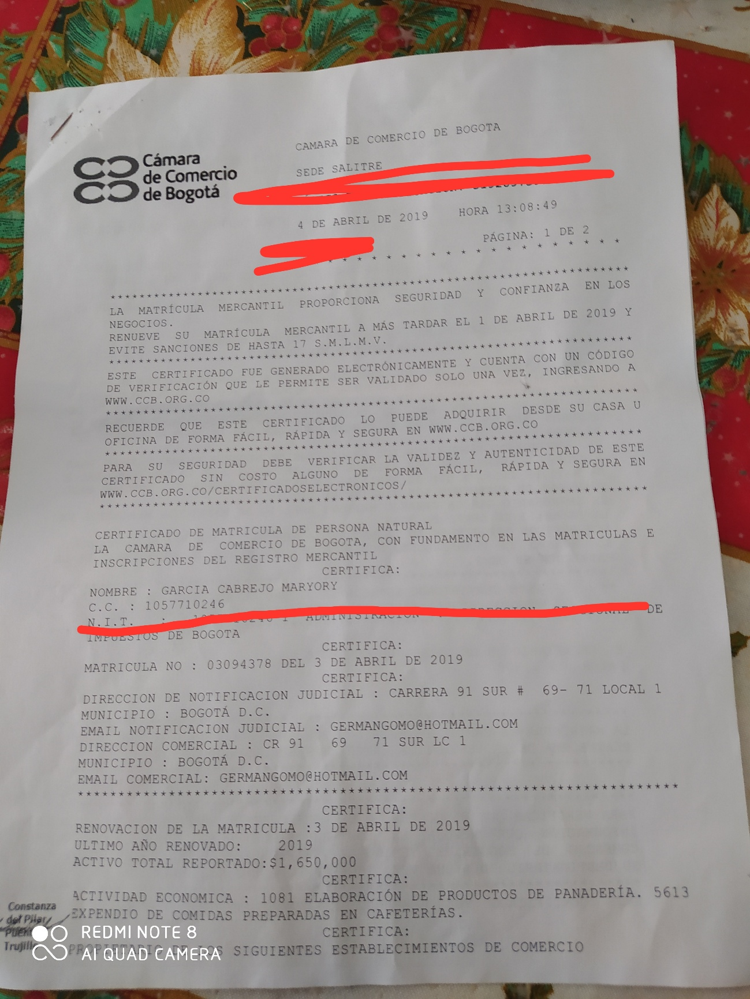 Cámara
de Comercio
de Bogotá
CAMARA DE COMERCIO DE BOGOTA
SEDE SALITRE
4 DE ABRIL DE 2019 HORA 13:08:49
PÁGINA: 1 DE 2
* * * * * * * * * * * * * * * * * * * *
*****************************************************************************
LA MATRÍCULA MERCANTIL PROPORCIONA SEGURIDAD Y CONFIANZA EN LOS
NEGOCIOS.
RENUEVE SU MATRÍCULA MERCANTIL A MÁS TARDAR EL 1 DE ABRIL DE 2019 Y
EVITE SANCIONES DE HASTA 17 S.M.L.M.V.
*****************************************************************************
ESTE CERTIFICADO FUE GENERADO ELECTRÓNICAMENTE Y CUENTA CON UN CÓDIGO
DE VERIFICACIÓN QUE LE PERMITE SER VALIDADO SOLO UNA VEZ, INGRESANDO A
WWW.CCB.ORG.CO
*****************************************************************************
RECUERDE QUE ESTE CERTIFICADO LO PUEDE ADQUIRIR DESDE SU CASA U
OFICINA DE FORMA FÁCIL, RÁPIDA Y SEGURA EN WWW.CCB.ORG.CO
*****************************************************************************
PARA SU SEGURIDAD DEBE VERIFICAR LA VALIDEZ Y AUTENTICIDAD DE ESTE
CERTIFICADO SIN COSTO ALGUNO DE FORMA FÁCIL, RÁPIDA Y SEGURA EN
WWW.CCB.ORG.CO/CERTIFICADOSELECTRONICOS/
*****************************************************************************
CERTIFICADO DE MATRICULA DE PERSONA NATURAL
LA CAMARA DE COMERCIO DE BOGOTA, CON FUNDAMENTO EN LAS MATRICULAS E
INSCRIPCIONES DEL REGISTRO MERCANTIL
CERTIFICA:
NOMBRE : GARCIA CABREJO MARYORY
C.C. : 1057710246
N.I.T. : ADMINISTRACION DIRECCION SECCIONAL DE
IMPUESTOS DE BOGOTA
CERTIFICA:
MATRICULA NO : 03094378 DEL 3 DE ABRIL DE 2019
CERTIFICA:
DIRECCION DE NOTIFICACION JUDICIAL : CARRERA 91 SUR # 69- 71 LOCAL 1
MUNICIPIO : BOGOTÁ D.C.
EMAIL NOTIFICACION JUDICIAL : GERMANGOMO@HOTMAIL.COM
DIRECCION COMERCIAL : CR 91 69 71 SUR LC 1
MUNICIPIO : BOGOTÁ D.C.
EMAIL COMERCIAL: GERMANGOMO@HOTMAIL.COM
*****************************************************************************
CERTIFICA:
RENOVACION DE LA MATRICULA :3 DE ABRIL DE 2019
ULTIMO AÑO RENOVADO: 2019
ACTIVO TOTAL REPORTADO:$1,650,000
CERTIFICA:
ACTIVIDAD ECONOMICA : 1081 ELABORACIÓN DE PRODUCTOS DE PANADERÍA. 5613
EXPENDIO DE COMIDAS PREPARADAS EN CAFETERÍAS.
CERTIFICA:
PROPIETARIO DE LOS SIGUIENTES ESTABLECIMIENTOS DE COMERCIO
Constanza
del Pilar
Trujillo
REDMI NOTE 8
AI QUAD CAMERA